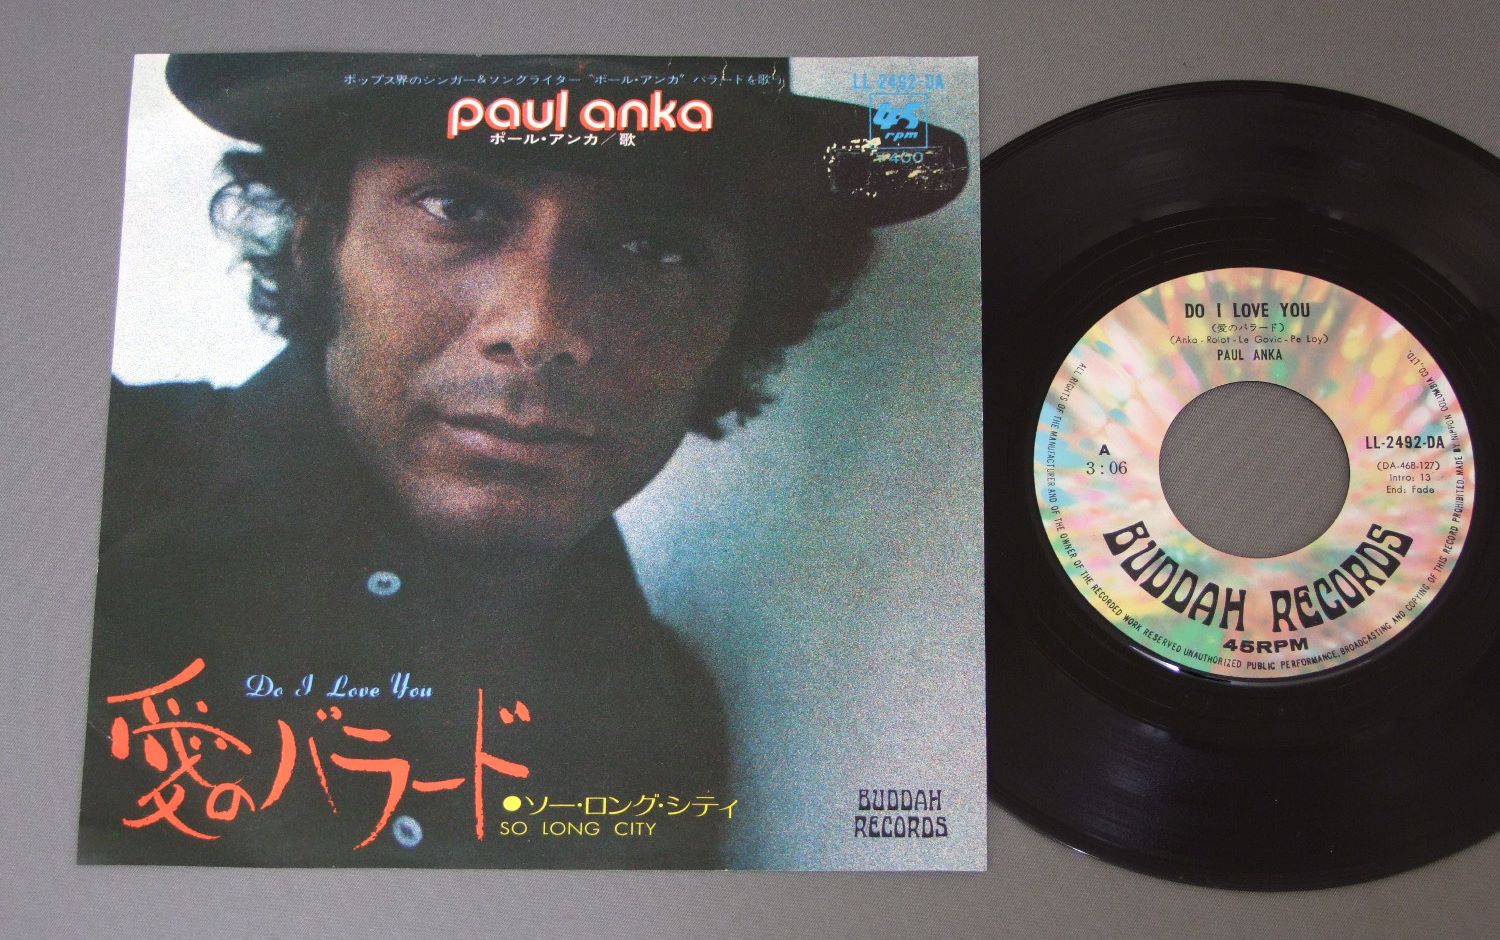 ポップス界のシンガー&ソングライター"ポール・アンカ"バラードを歌う
paul anka
ポール・アンカ/歌
LL-2492-DA
45
rpm
¥400
Do I Love You
愛のバラード
●ソー・ロング・シティ
SO LONG CITY
BUDDAH
RECORDS
DO I LOVE YOU
(愛のバラード)
(Anka-Rolot-Le Govic-Pe Loy)
PAUL ANKA
A
3:06
LL-2492-DA
(DA-468-127)
Intro: 13
End: Fade
BUDDAH RECORDS
45RPM
ALL RIGHTS OF THE MANUFACTURER AND OF THE OWNER OF THE RECORDED WORK RESERVED UNAUTHORIZED PUBLIC PERFORMANCE, BROADCASTING AND COPYING OF THIS RECORD PROHIBITED. MADE BY NIPPON COLUMBIA CO., LTD.